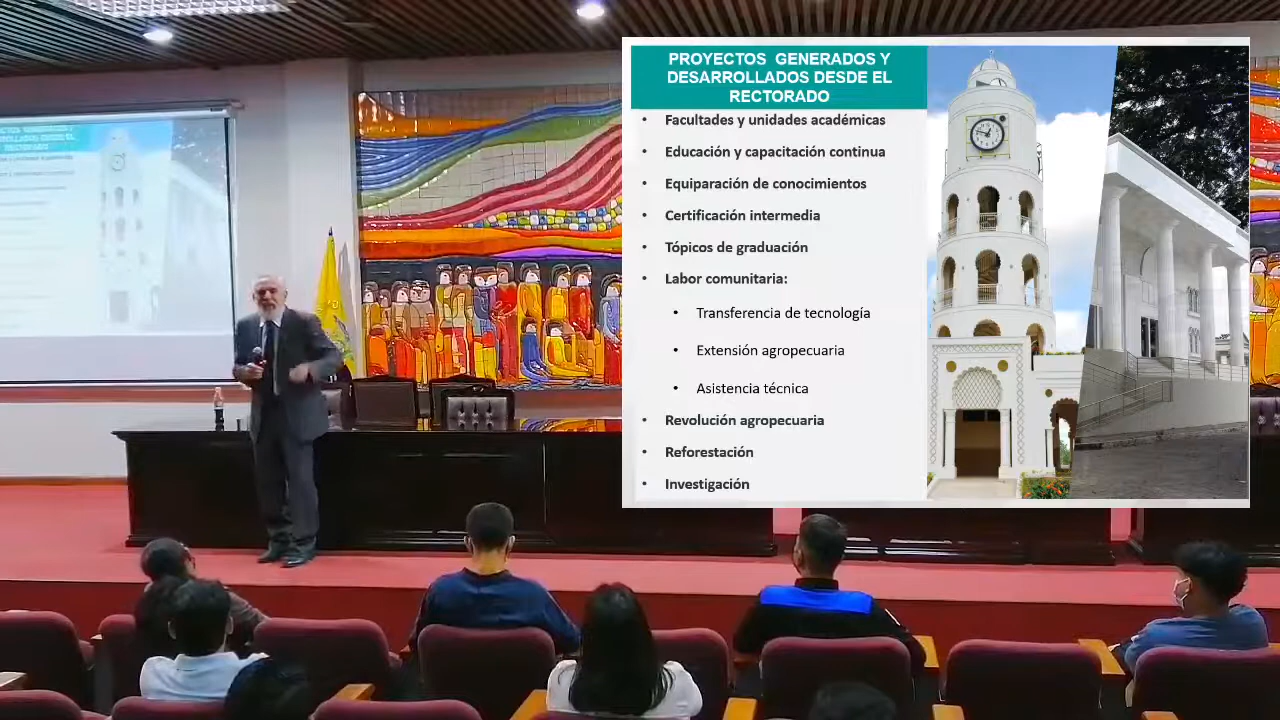 PROYECTOS GENERADOS Y
DESARROLLADOS DESDE EL
RECTORADO
• Facultades y unidades académicas
• Educación y capacitación continua
• Equiparación de conocimientos
• Certificación intermedia
• Tópicos de graduación
• Labor comunitaria:
• Transferencia de tecnología
• Extensión agropecuaria
• Asistencia técnica
• Revolución agropecuaria
• Reforestación
• Investigación